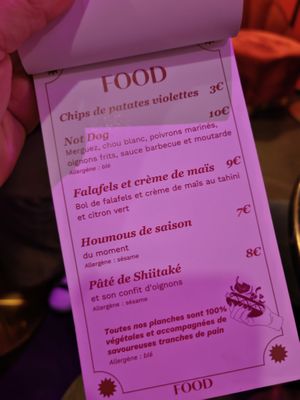 FOOD
Chips de patates violettes 3€
Not Dog 10€
Merguez, chou blanc, poivrons marinés,
oignons frits, sauce barbecue et moutarde
Allergène : blé
Falafels et crème de maïs 9€
Bol de falafels et crème de maïs au tahini
et citron vert
Houmous de saison 7€
du moment
Allergène : sésame
Pâté de Shiitaké 8€
et son confit d'oignons
Allergène : sésame
Toutes nos planches sont 100%
végétales et accompagnées de
savoureuses tranches de pain
Allergène : blé
FOOD